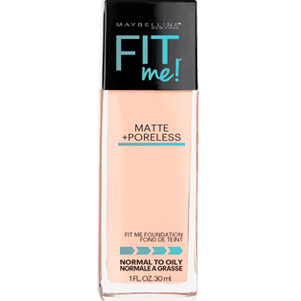 MAYBELLINE
NEW YORK
FIT
me!
MATTE
+PORELESS
FIT ME FOUNDATION
FOND DE TEINT
NORMAL TO OILY
NORMALE A GRASSE
1 FL. OZ. 30 ml